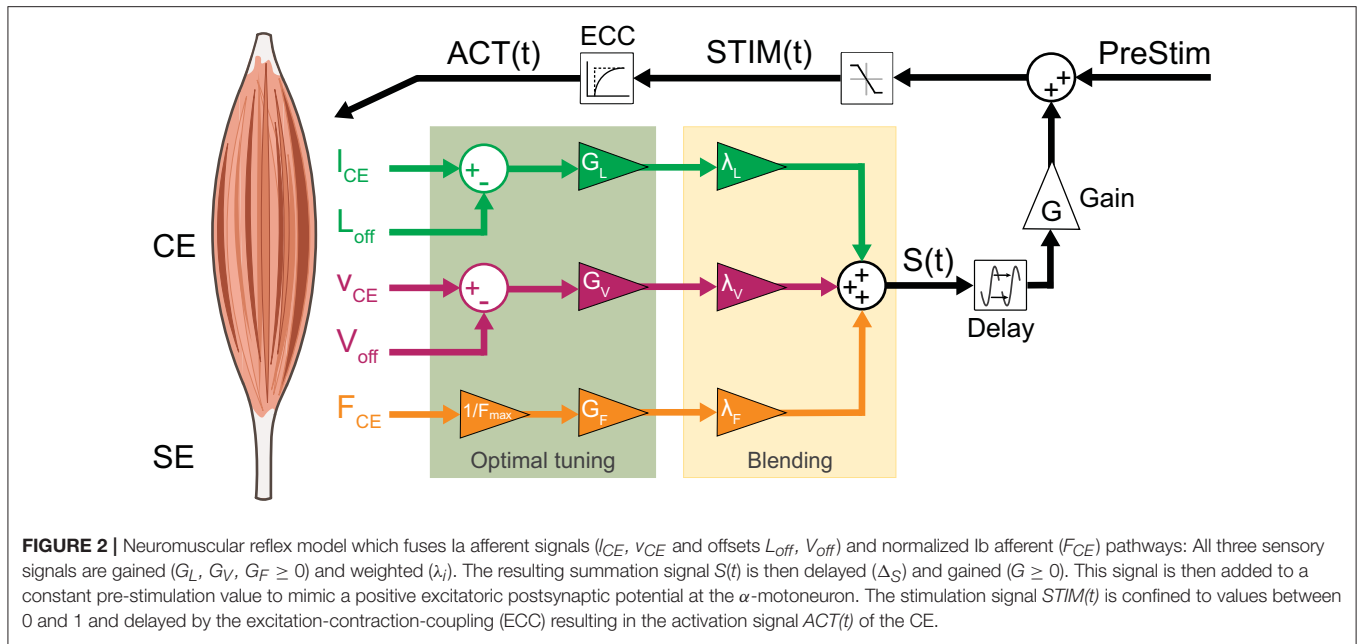 ECC
ACT(t)
STIM(t)
PreStim
+
+
l_CE
+
-
G_L
λ_L
L_off
CE
v_CE
+
-
G_V
λ_V
+
+
+
S(t)
G
Gain
Delay
V_off
F_CE
1/F_max
G_F
λ_F
SE
Optimal tuning
Blending
FIGURE 2 | Neuromuscular reflex model which fuses Ia afferent signals (l_CE, v_CE and offsets L_off, V_off) and normalized Ib afferent (F_CE) pathways: All three sensory
signals are gained (G_L, G_V, G_F ≥ 0) and weighted (λ_i). The resulting summation signal S(t) is then delayed (Δ_S) and gained (G ≥ 0). This signal is then added to a
constant pre-stimulation value to mimic a positive excitatoric postsynaptic potential at the α-motoneuron. The stimulation signal STIM(t) is confined to values between
0 and 1 and delayed by the excitation-contraction-coupling (ECC) resulting in the activation signal ACT(t) of the CE.